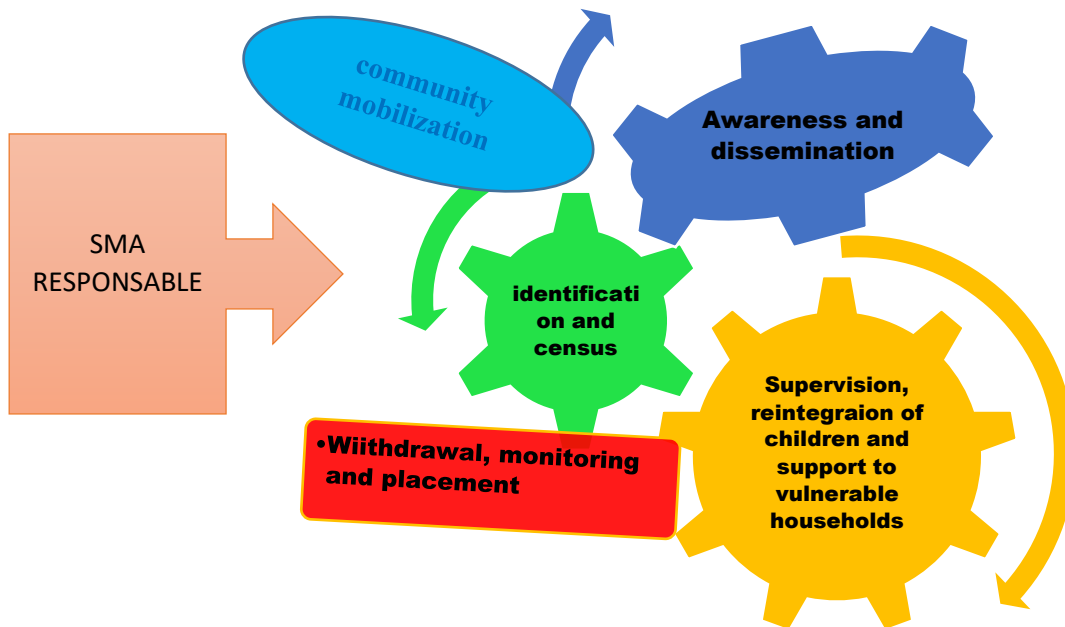 community
mobilization
Awareness and
dissemination
SMA
RESPONSABLE
identificati
on and
census
Supervision,
reintegraion of
children and
support to
vulnerable
households
•Wiithdrawal, monitoring
and placement